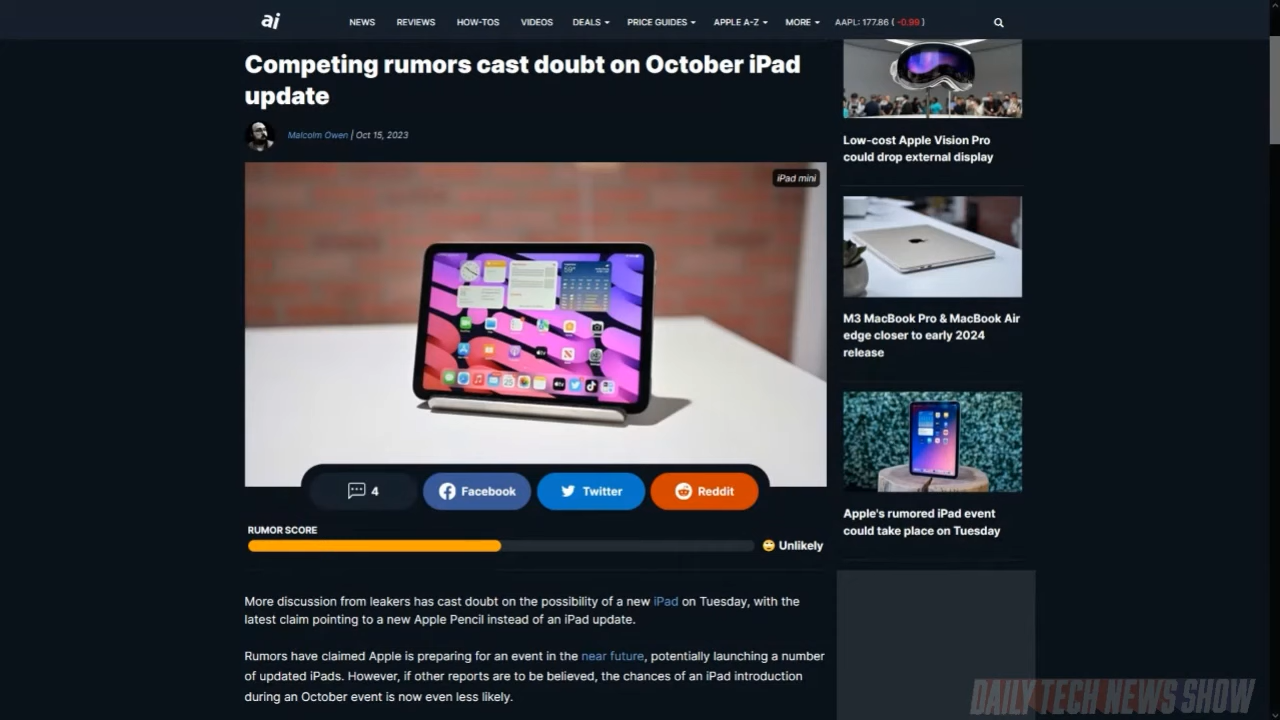 ai NEWS REVIEWS HOW-TOS VIDEOS DEALS PRICE GUIDES APPLE A-Z MORE AAPL: 177.86 ( -0.99 )
Competing rumors cast doubt on October iPad
update
Malcolm Owen | Oct 15, 2023
iPad mini
4 Facebook Twitter Reddit
RUMOR SCORE
Unlikely
More discussion from leakers has cast doubt on the possibility of a new iPad on Tuesday, with the
latest claim pointing to a new Apple Pencil instead of an iPad update.
Rumors have claimed Apple is preparing for an event in the near future, potentially launching a number
of updated iPads. However, if other reports are to be believed, the chances of an iPad introduction
during an October event is now even less likely.
Low-cost Apple Vision Pro
could drop external display
M3 MacBook Pro & MacBook Air
edge closer to early 2024
release
Apple's rumored iPad event
could take place on Tuesday
DAILY TECH NEWS SHOW